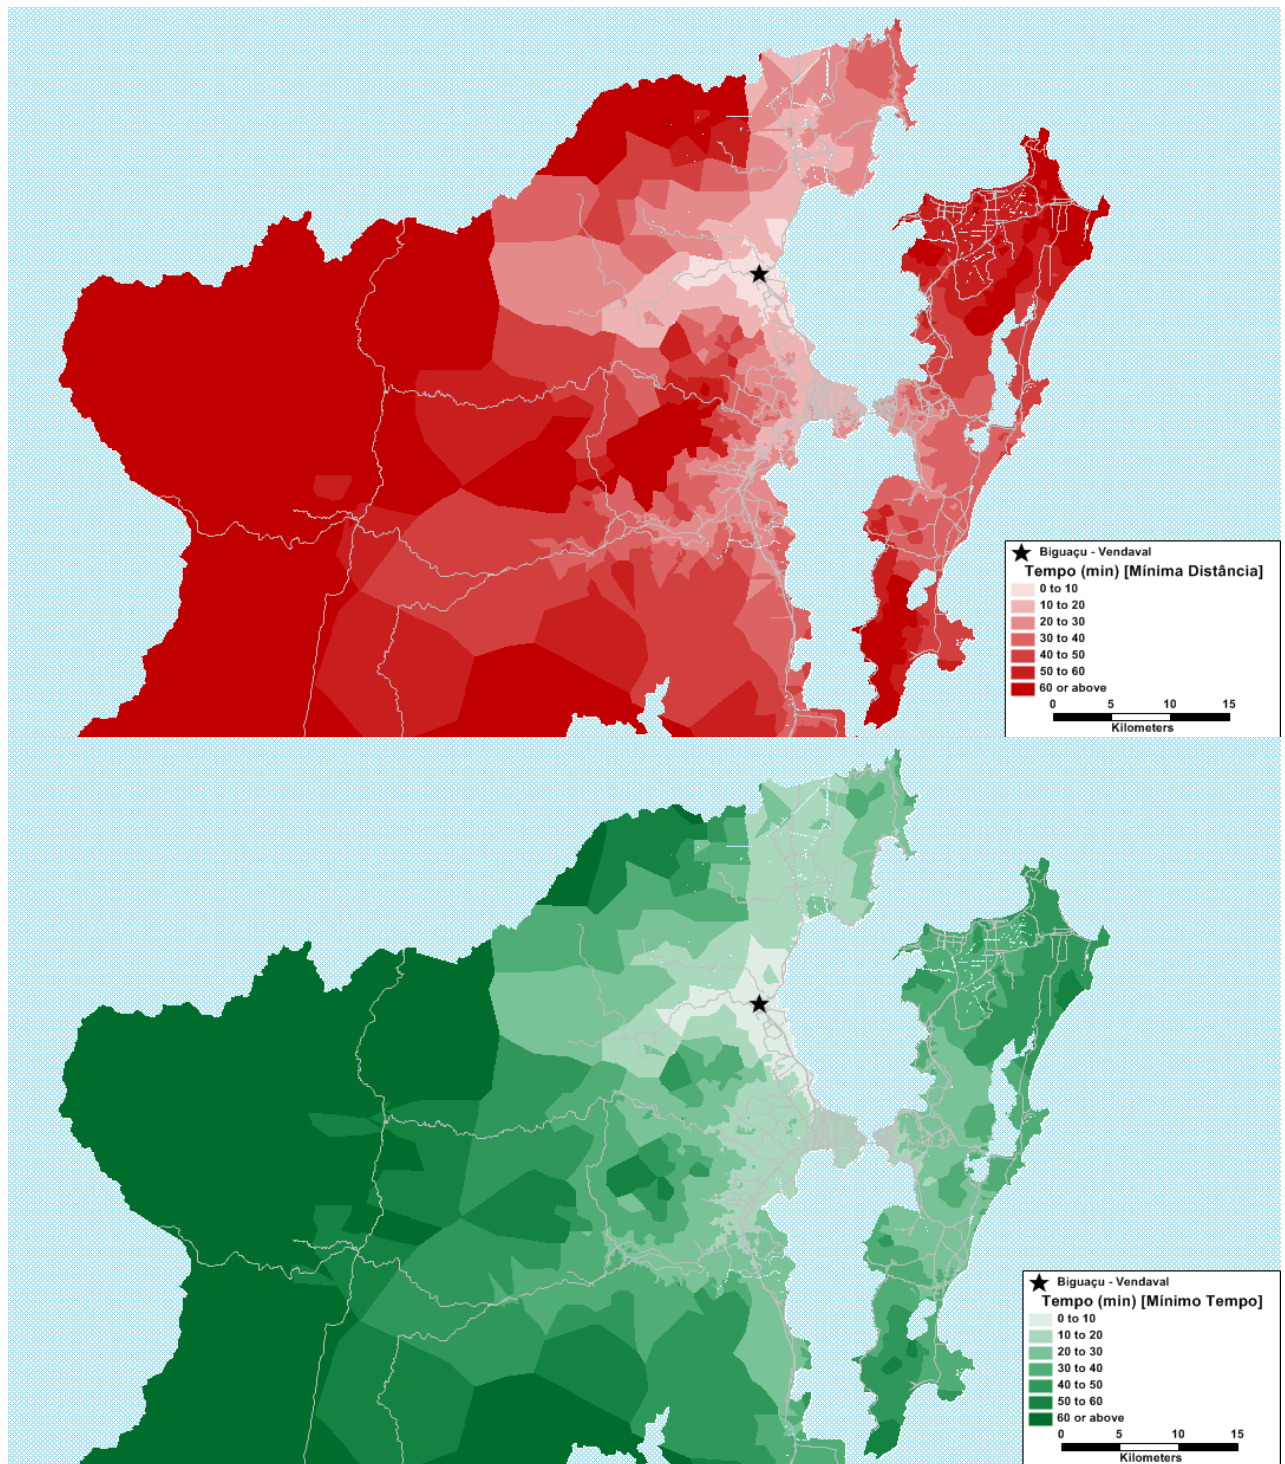 Biguaçu - Vendaval
Tempo (min) [Mínima Distância]
0 to 10
10 to 20
20 to 30
30 to 40
40 to 50
50 to 60
60 or above
0 5 10 15
Kilometers
Biguaçu - Vendaval
Tempo (min) [Mínimo Tempo]
0 to 10
10 to 20
20 to 30
30 to 40
40 to 50
50 to 60
60 or above
0 5 10 15
Kilometers